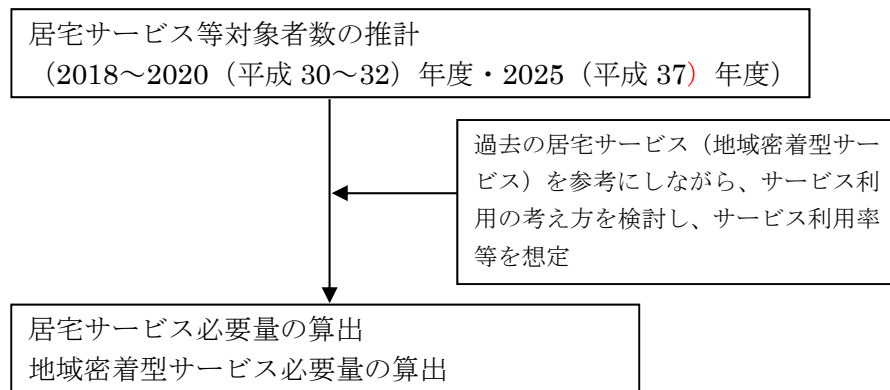 居宅サービス等対象者数の推計
（2018～2020（平成 30～32）年度・2025（平成 37）年度）
過去の居宅サービス（地域密着型サー
ビス）を参考にしながら、サービス利
用の考え方を検討し、サービス利用率
等を想定
居宅サービス必要量の算出
地域密着型サービス必要量の算出